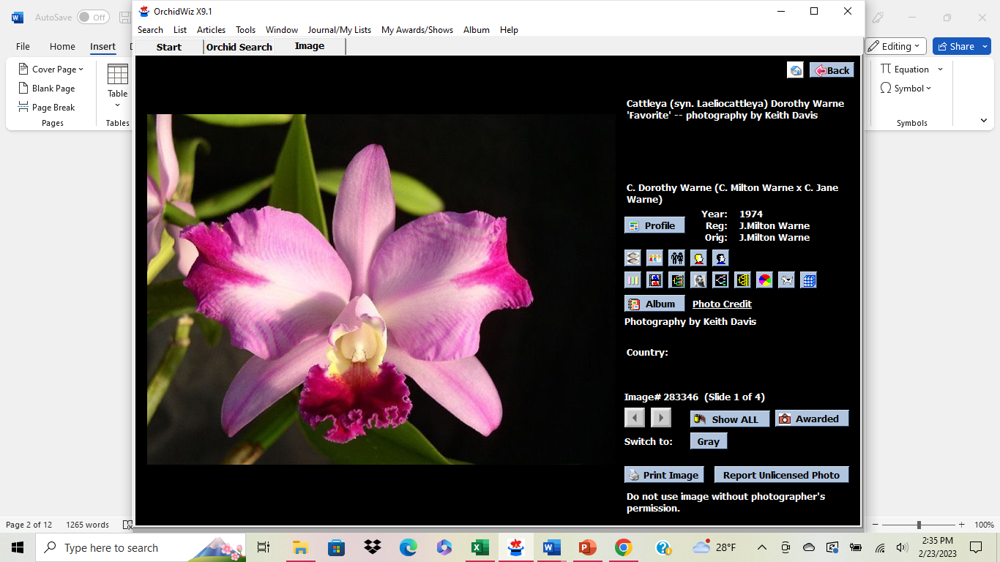 AutoSave Off
OrchidWiz X9.1
Search List Articles Tools Window Journal/My Lists My Awards/Shows Album Help
File Home Insert
Editing Share
Start Orchid Search Image
Cover Page
Blank Page
Page Break
Pages
Table
Tables
Equation
Symbol
Symbols
Back
Cattleya (syn. Laeliocattleya) Dorothy Warne
'Favorite' -- photography by Keith Davis
C. Dorothy Warne (C. Milton Warne x C. Jane
Warne)
Profile
Year: 1974
Reg: J.Milton Warne
Orig: J.Milton Warne
Album Photo Credit
Photography by Keith Davis
Country:
Image# 283346 (Slide 1 of 4)
Show ALL Awarded
Switch to: Gray
Print Image Report Unlicensed Photo
Do not use image without photographer's
permission.
Page 2 of 12 1265 words
100%
Type here to search
28°F
2:35 PM
2/23/2023